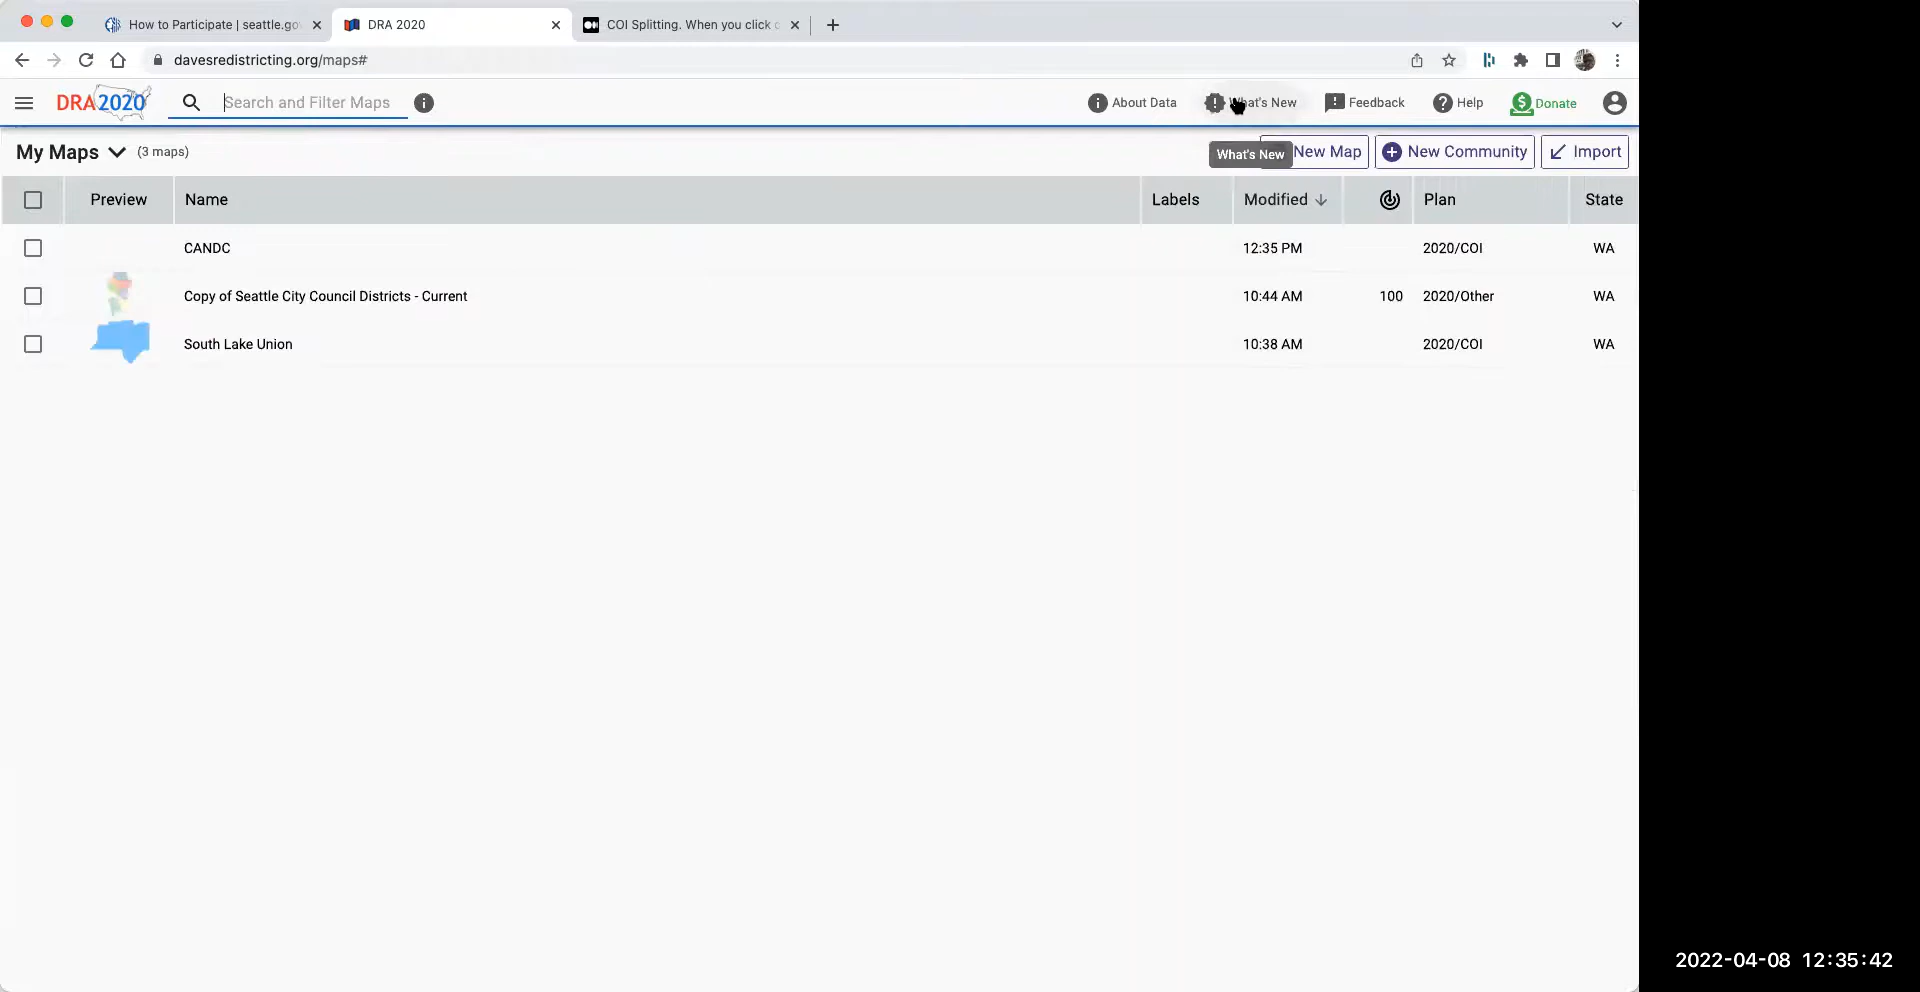 How to Participate | seattle.go
DRA 2020
COI Splitting. When you click
davesredistricting.org/maps#
DRA2020
Search and Filter Maps
About Data
What's New
Feedback
Help
Donate
My Maps
(3 maps)
What's New
New Map
New Community
Import
Preview
Name
Labels
Modified
Plan
State
CANDC 12:35 PM 2020/COI WA
Copy of Seattle City Council Districts - Current 10:44 AM 100 2020/Other WA
South Lake Union 10:38 AM 2020/COI WA
2022-04-08 12:35:42